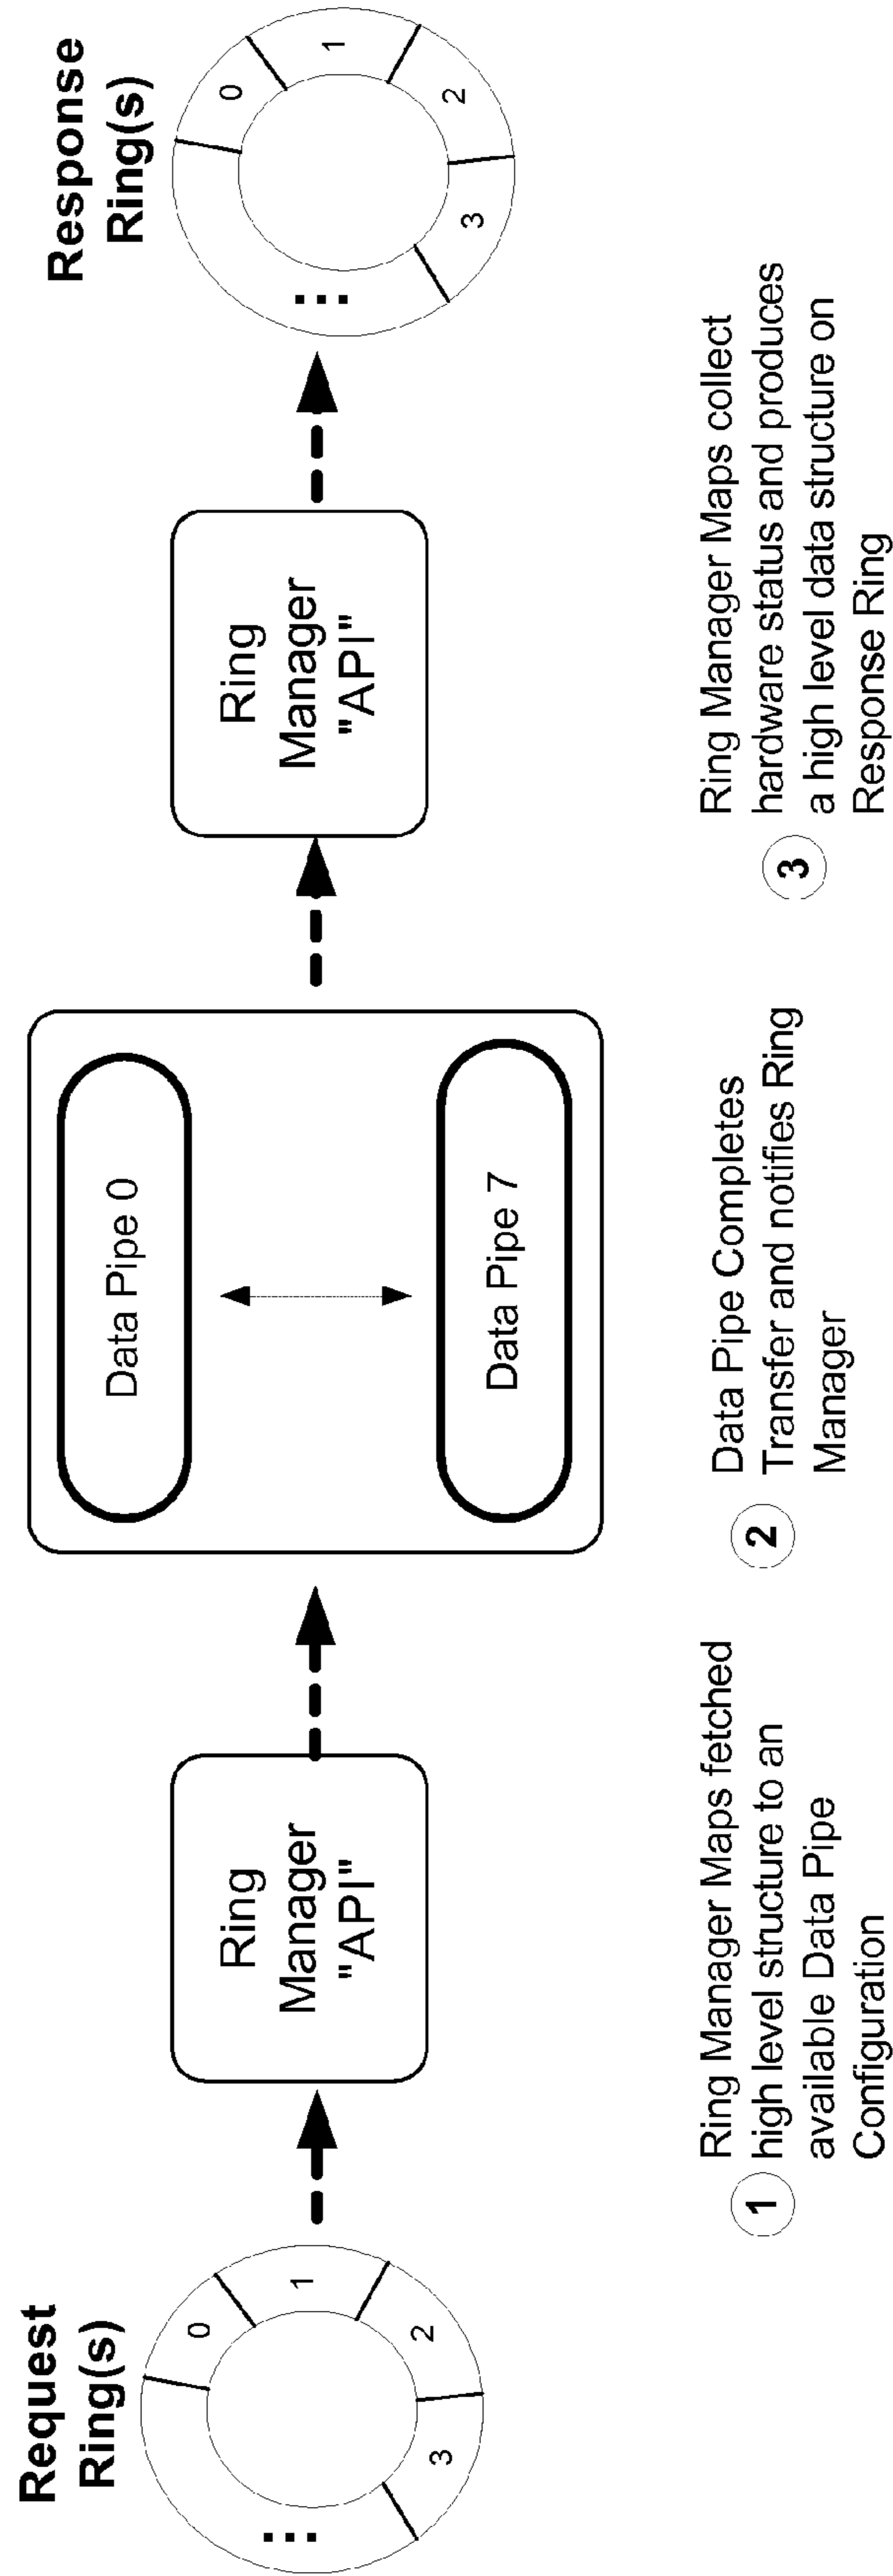 Request
Ring(s)
0
1
2
3
...
Ring
Manager
"API"
Data Pipe 0
Data Pipe 7
Ring
Manager
"API"
Response
Ring(s)
0
1
2
3
...
1
Ring Manager Maps fetched
high level structure to an
available Data Pipe
Configuration
2
Data Pipe Completes
Transfer and notifies Ring
Manager
3
Ring Manager Maps collect
hardware status and produces
a high level data structure on
Response Ring